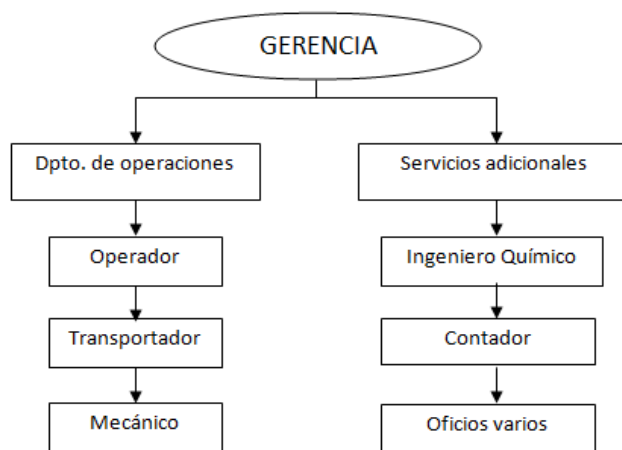 GERENCIA
Dpto. de operaciones
Servicios adicionales
Operador
Ingeniero Químico
Transportador
Contador
Mecánico
Oficios varios